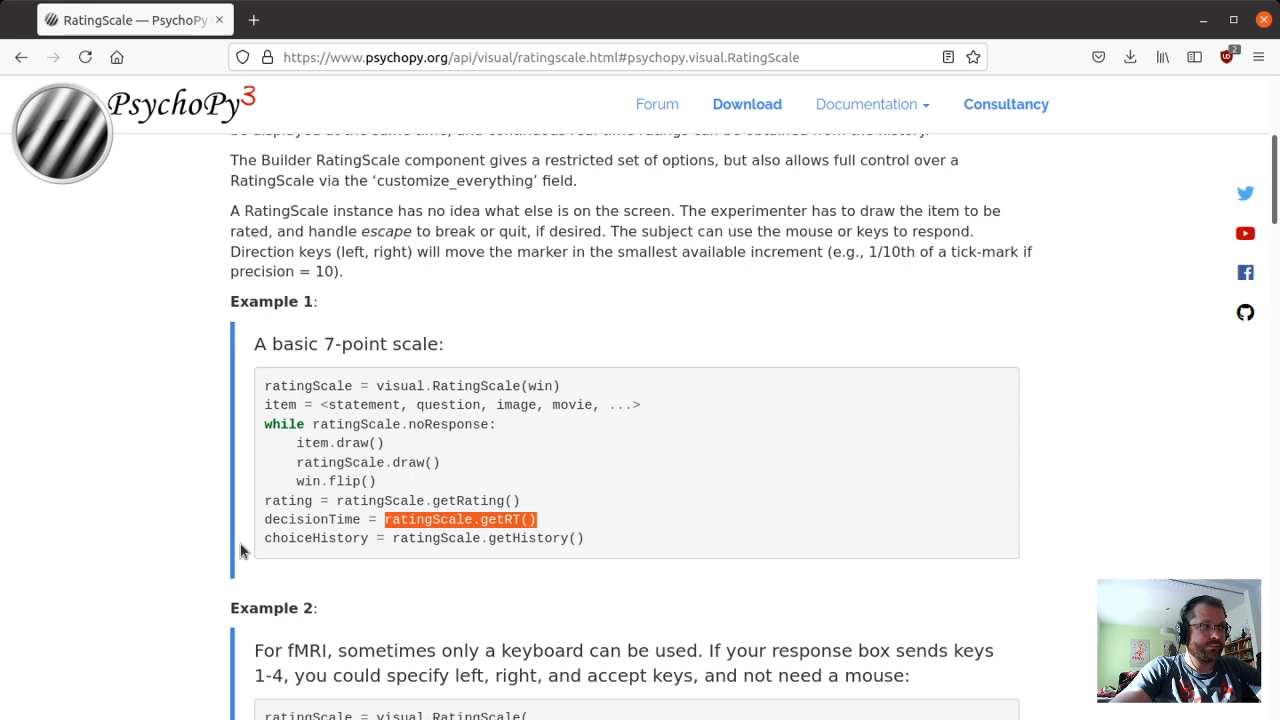 RatingScale — PsychoPy
https://www.psychopy.org/api/visual/ratingscale.html#psychopy.visual.RatingScale
2
PsychoPy3
Forum
Download
Documentation
Consultancy
The Builder RatingScale component gives a restricted set of options, but also allows full control over a
RatingScale via the ‘customize_everything’ field.
A RatingScale instance has no idea what else is on the screen. The experimenter has to draw the item to be
rated, and handle escape to break or quit, if desired. The subject can use the mouse or keys to respond.
Direction keys (left, right) will move the marker in the smallest available increment (e.g., 1/10th of a tick-mark if
precision = 10).
Example 1:
A basic 7-point scale:
ratingScale = visual.RatingScale(win)
item = <statement, question, image, movie, ...>
while ratingScale.noResponse:
item.draw()
ratingScale.draw()
win.flip()
rating = ratingScale.getRating()
decisionTime = ratingScale.getRT()
choiceHistory = ratingScale.getHistory()
Example 2:
For fMRI, sometimes only a keyboard can be used. If your response box sends keys
1-4, you could specify left, right, and accept keys, and not need a mouse:
ratingScale = visual.RatingScale(